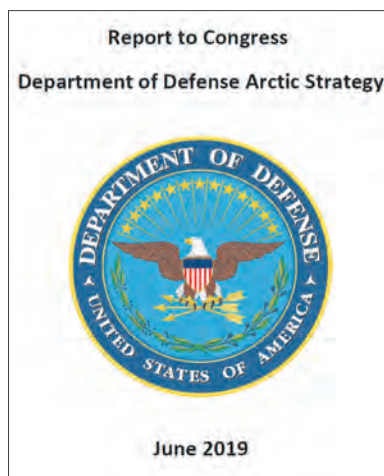 Report to Congress
Department of Defense Arctic Strategy
DEPARTMENT OF DEFENSE
UNITED STATES OF AMERICA
June 2019